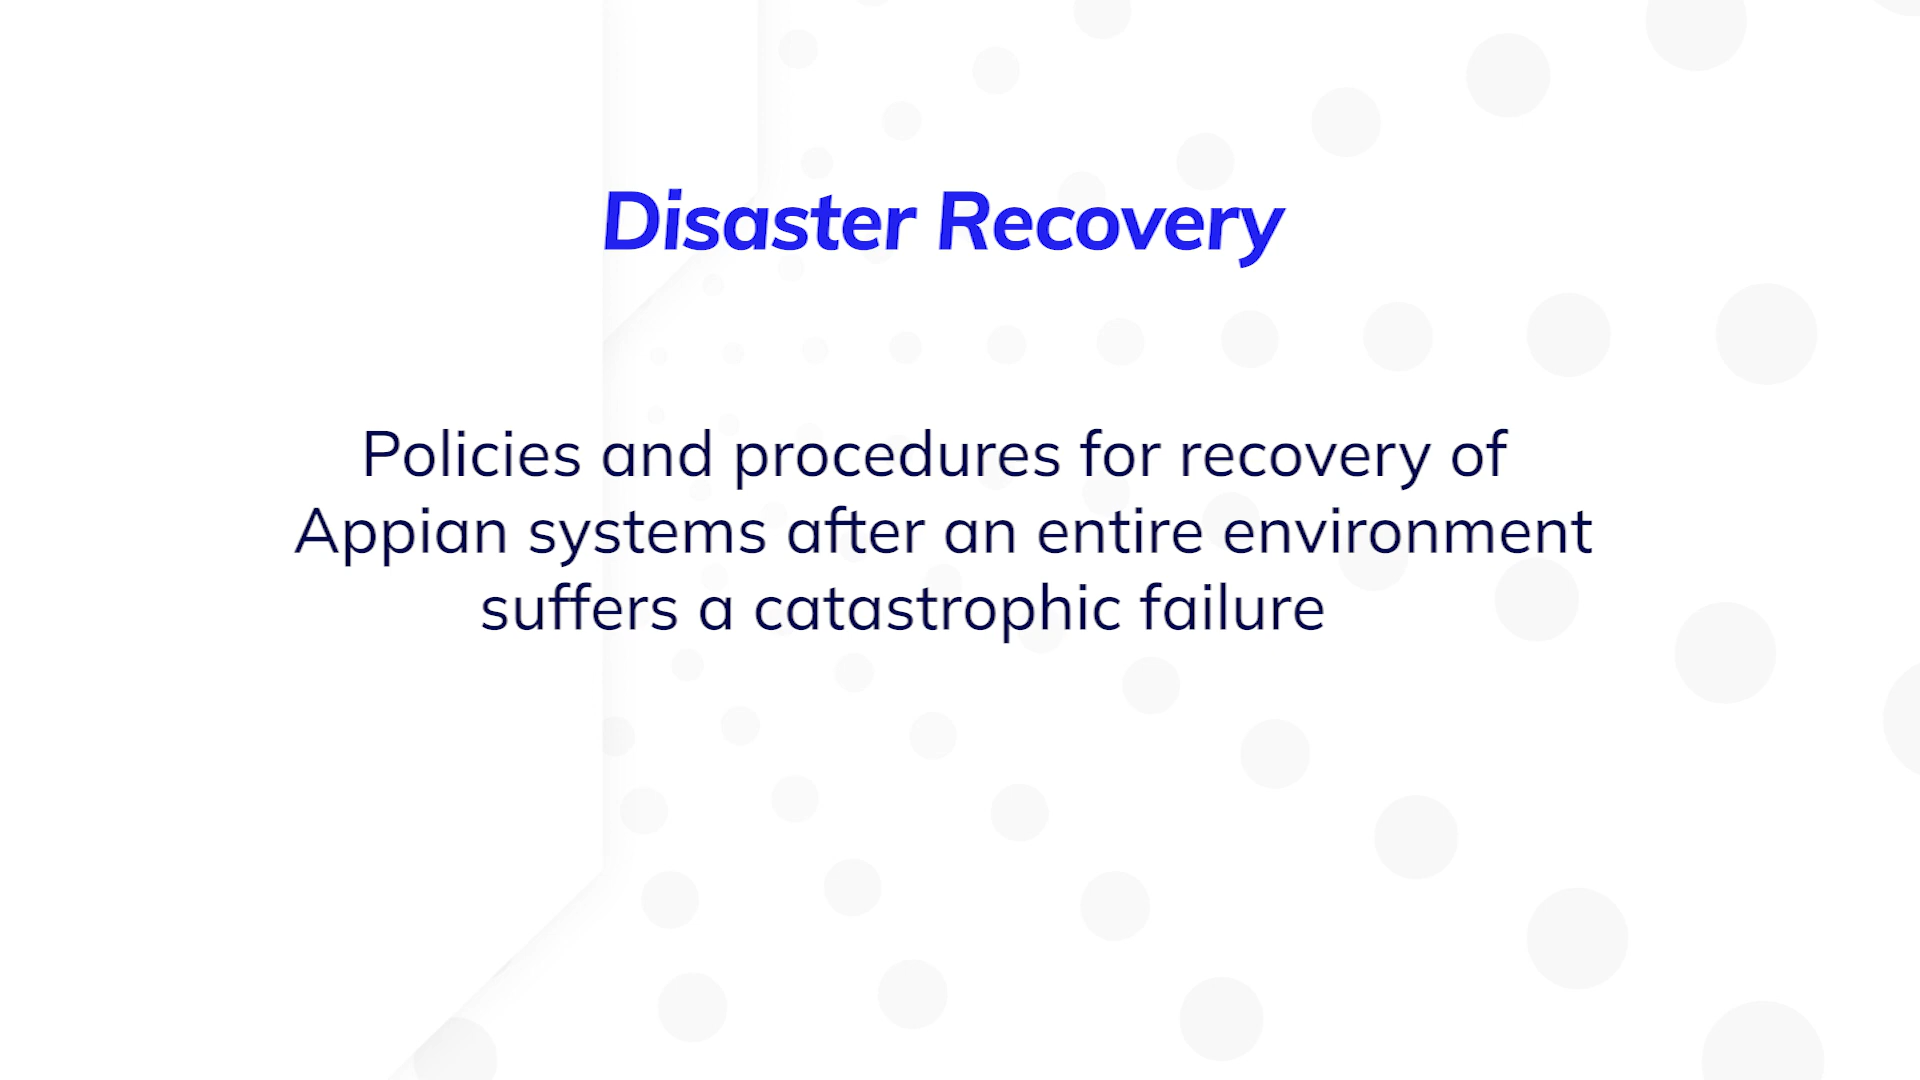 Disaster Recovery
Policies and procedures for recovery of
Appian systems after an entire environment
suffers a catastrophic failure